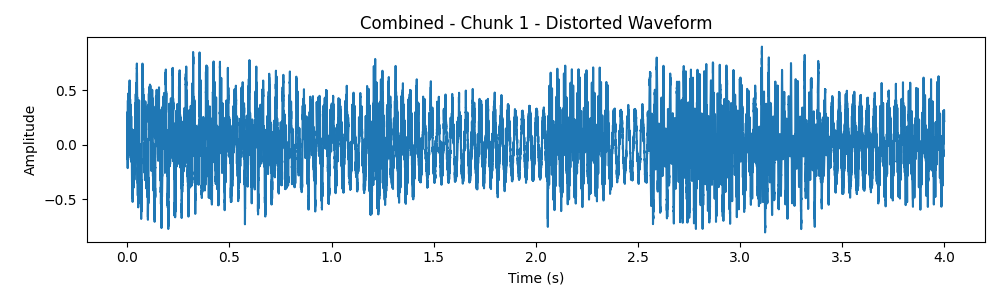 Combined - Chunk 1 - Distorted Waveform
Amplitude
0.5
0.0
−0.5
0.0 0.5 1.0 1.5 2.0 2.5 3.0 3.5 4.0
Time (s)